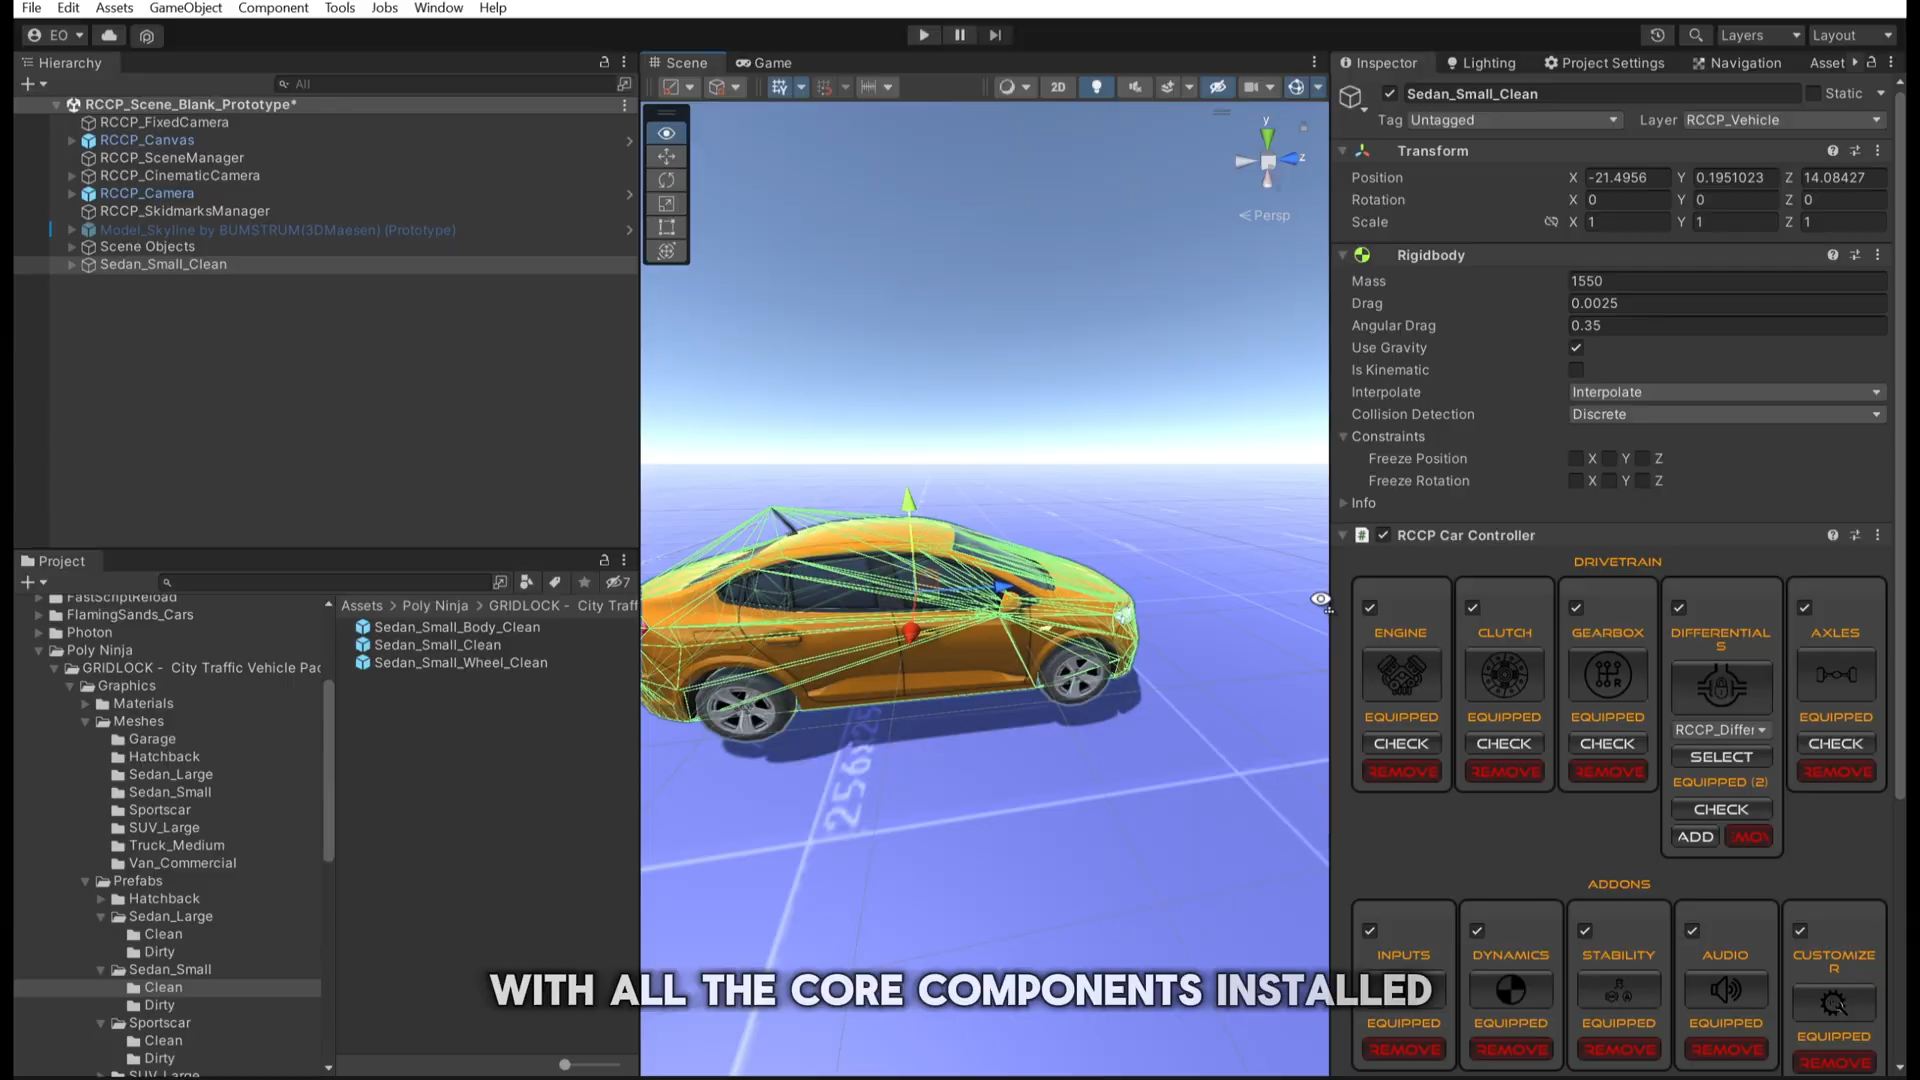 File Edit Assets GameObject Component Tools Jobs Window Help
EO Layers Layout
Hierarchy
All
RCCP_Scene_Blank_Prototype*
RCCP_FixedCamera
RCCP_Canvas
RCCP_SceneManager
RCCP_CinematicCamera
RCCP_Camera
RCCP_SkidmarksManager
Model_Skyline by BUMSTRUM(3DMaesen) (Prototype)
Scene Objects
Sedan_Small_Clean
Project
7
FastScriptReload
FlamingSands_Cars
Photon
Poly Ninja
GRIDLOCK - City Traffic Vehicle Pac
Graphics
Materials
Meshes
Garage
Hatchback
Sedan_Large
Sedan_Small
Sportscar
SUV_Large
Truck_Medium
Van_Commercial
Prefabs
Hatchback
Sedan_Large
Clean
Dirty
Sedan_Small
Clean
Dirty
Sportscar
Clean
Dirty
SUV_Large
Assets Poly Ninja GRIDLOCK - City Traff
Sedan_Small_Body_Clean
Sedan_Small_Clean
Sedan_Small_Wheel_Clean
Scene Game
2D
y
z
Persp
WITH ALL THE CORE COMPONENTS INSTALLED
Inspector Lighting Project Settings Navigation Asset
Sedan_Small_Clean Static
Tag Untagged Layer RCCP_Vehicle
Transform
Position X -21.4956 Y 0.1951023 Z 14.08427
Rotation X 0 Y 0 Z 0
Scale X 1 Y 1 Z 1
Rigidbody
Mass 1550
Drag 0.0025
Angular Drag 0.35
Use Gravity
Is Kinematic
Interpolate Interpolate
Collision Detection Discrete
Constraints
Freeze Position X Y Z
Freeze Rotation X Y Z
Info
# RCCP Car Controller
DRIVETRAIN
ENGINE CLUTCH GEARBOX DIFFERENTIAL AXLES
S
EQUIPPED EQUIPPED EQUIPPED EQUIPPED
RCCP_Differ
CHECK CHECK CHECK CHECK
SELECT
REMOVE REMOVE REMOVE REMOVE
EQUIPPED (2)
CHECK
ADD
ADDONS
INPUTS DYNAMICS STABILITY AUDIO CUSTOMIZE
R
EQUIPPED EQUIPPED EQUIPPED EQUIPPED
EQUIPPED
REMOVE REMOVE REMOVE REMOVE
REMOVE